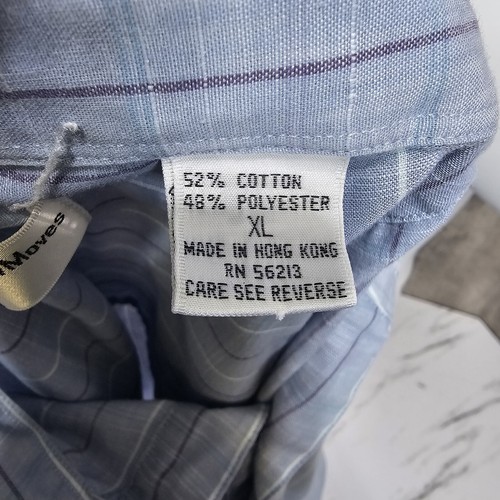 52% COTTON
48% POLYESTER
XL
MADE IN HONG KONG
RN 56213
CARE SEE REVERSE
Moves